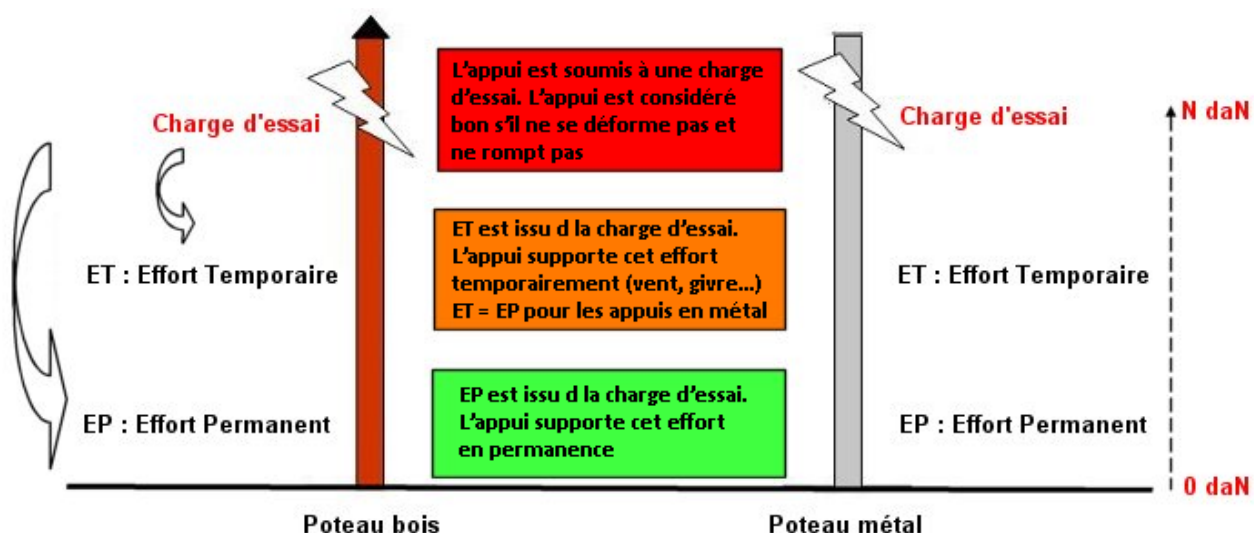 L'appui est soumis à une charge
d'essai. L'appui est considéré
bon s'il ne se déforme pas et
ne rompt pas
Charge d'essai
Charge d'essai
N daN
ET est issu d la charge d'essai.
L'appui supporte cet effort
temporairement (vent, givre...)
ET = EP pour les appuis en métal
ET : Effort Temporaire
ET : Effort Temporaire
EP est issu d la charge d'essai.
L'appui supporte cet effort
en permanence
EP : Effort Permanent
EP : Effort Permanent
0 daN
Poteau bois
Poteau métal